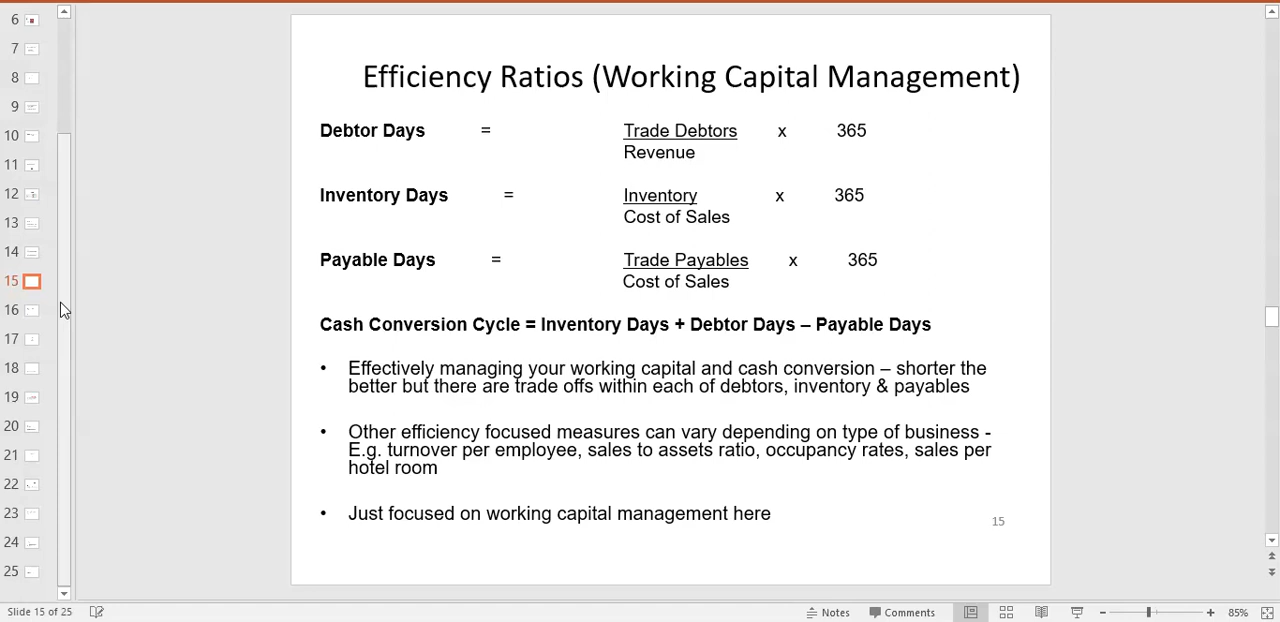 6
7
8
9
10
11
12
13
14
15
16
17
18
19
20
21
22
23
24
25
Efficiency Ratios (Working Capital Management)
Debtor Days = Trade Debtors x 365
Revenue
Inventory Days = Inventory x 365
Cost of Sales
Payable Days = Trade Payables x 365
Cost of Sales
Cash Conversion Cycle = Inventory Days + Debtor Days – Payable Days
• Effectively managing your working capital and cash conversion – shorter the
better but there are trade offs within each of debtors, inventory & payables
• Other efficiency focused measures can vary depending on type of business -
E.g. turnover per employee, sales to assets ratio, occupancy rates, sales per
hotel room
• Just focused on working capital management here
15
Slide 15 of 25 Notes Comments 85%